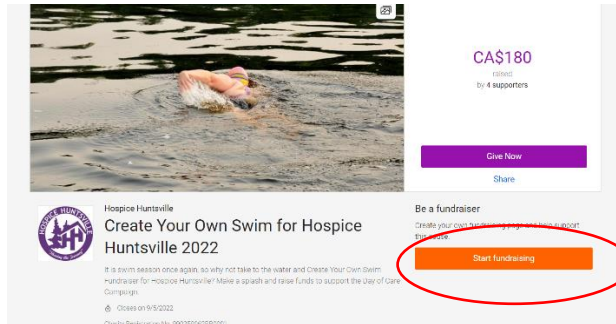 CA$180
raised
by 4 supporters
Give Now
Share
HOSPICE HUNTSVILLE
Hospice Huntsville
Create Your Own Swim for Hospice
Huntsville 2022
It is swim season once again, so why not take to the water and Create Your Own Swim
Fundraiser for Hospice Huntsville? Make a splash and raise funds to support the Day of Care
Campaign.
Closes on 9/5/2022
Be a fundraiser
Create your own fundraising page and help support
this cause.
Start fundraising